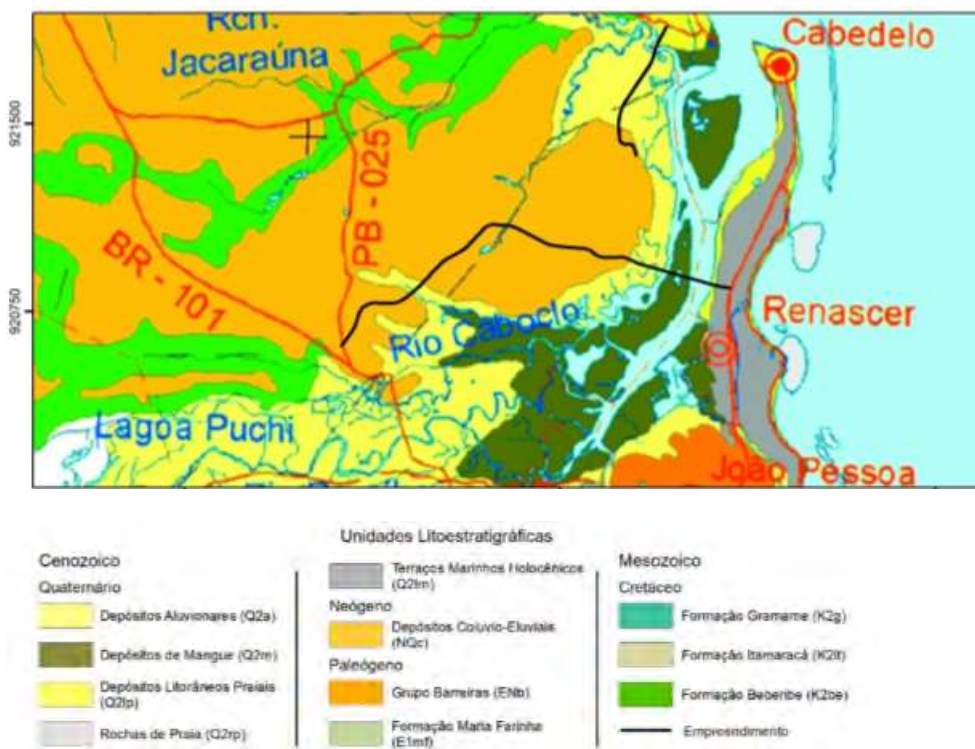 Rch.
Jacaraúna
Cabedelo
921500
PB - 025
BR - 101
920750
Rio Caboclo
Renascer
Lagoa Puchi
João Pessoa
Unidades Litoestratigráficas
Cenozoico
Quaternário
Depósitos Aluvionares (Q2a)
Depósitos de Mangue (Q2m)
Depósitos Litorâneos Praiais
(Q2lp)
Rochas de Praia (Q2rp)
Terraços Marinhos Holocênicos
(Q2tm)
Neógeno
Depósitos Coluvio-Eluviais
(NQc)
Paleógeno
Grupo Barreiras (ENb)
Formação Maria Farinha
(E1mf)
Mesozoico
Cretaceo
Formação Gramame (K2g)
Formação Itamaracá (K2it)
Formação Beberibe (K2be)
Empreendimento